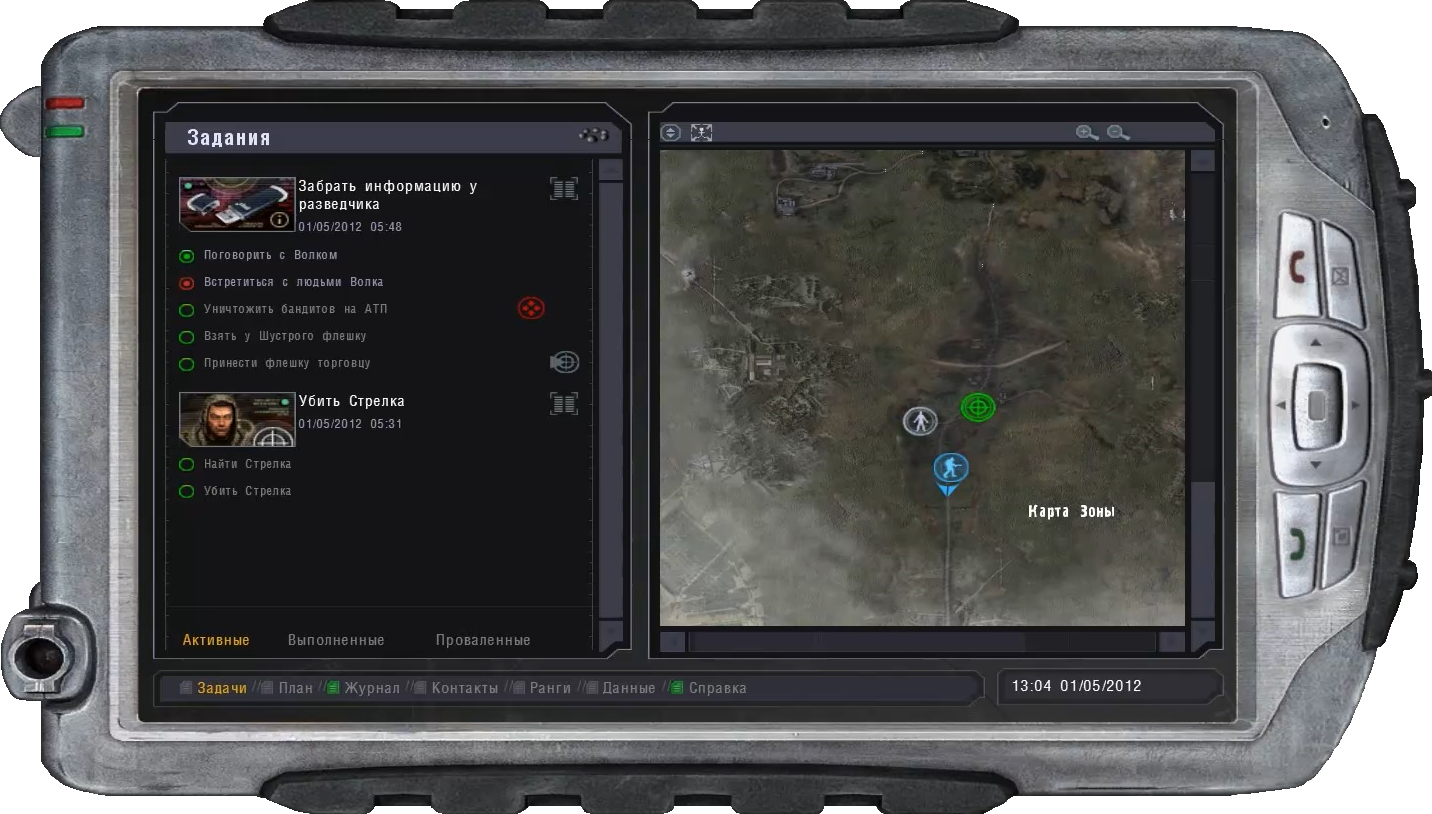 Задания
Забрать информацию у
разведчика
01/05/2012 05:48
Поговорить с Волком
Встретиться с людьми Волка
Уничтожить бандитов на АТП
Взять у Шустрого флешку
Принести флешку торговцу
Убить Стрелка
01/05/2012 05:31
Найти Стрелка
Убить Стрелка
Активные Выполненные Проваленные
Карта Зоны
Задачи // План // Журнал // Контакты // Ранги // Данные // Справка
13:04 01/05/2012